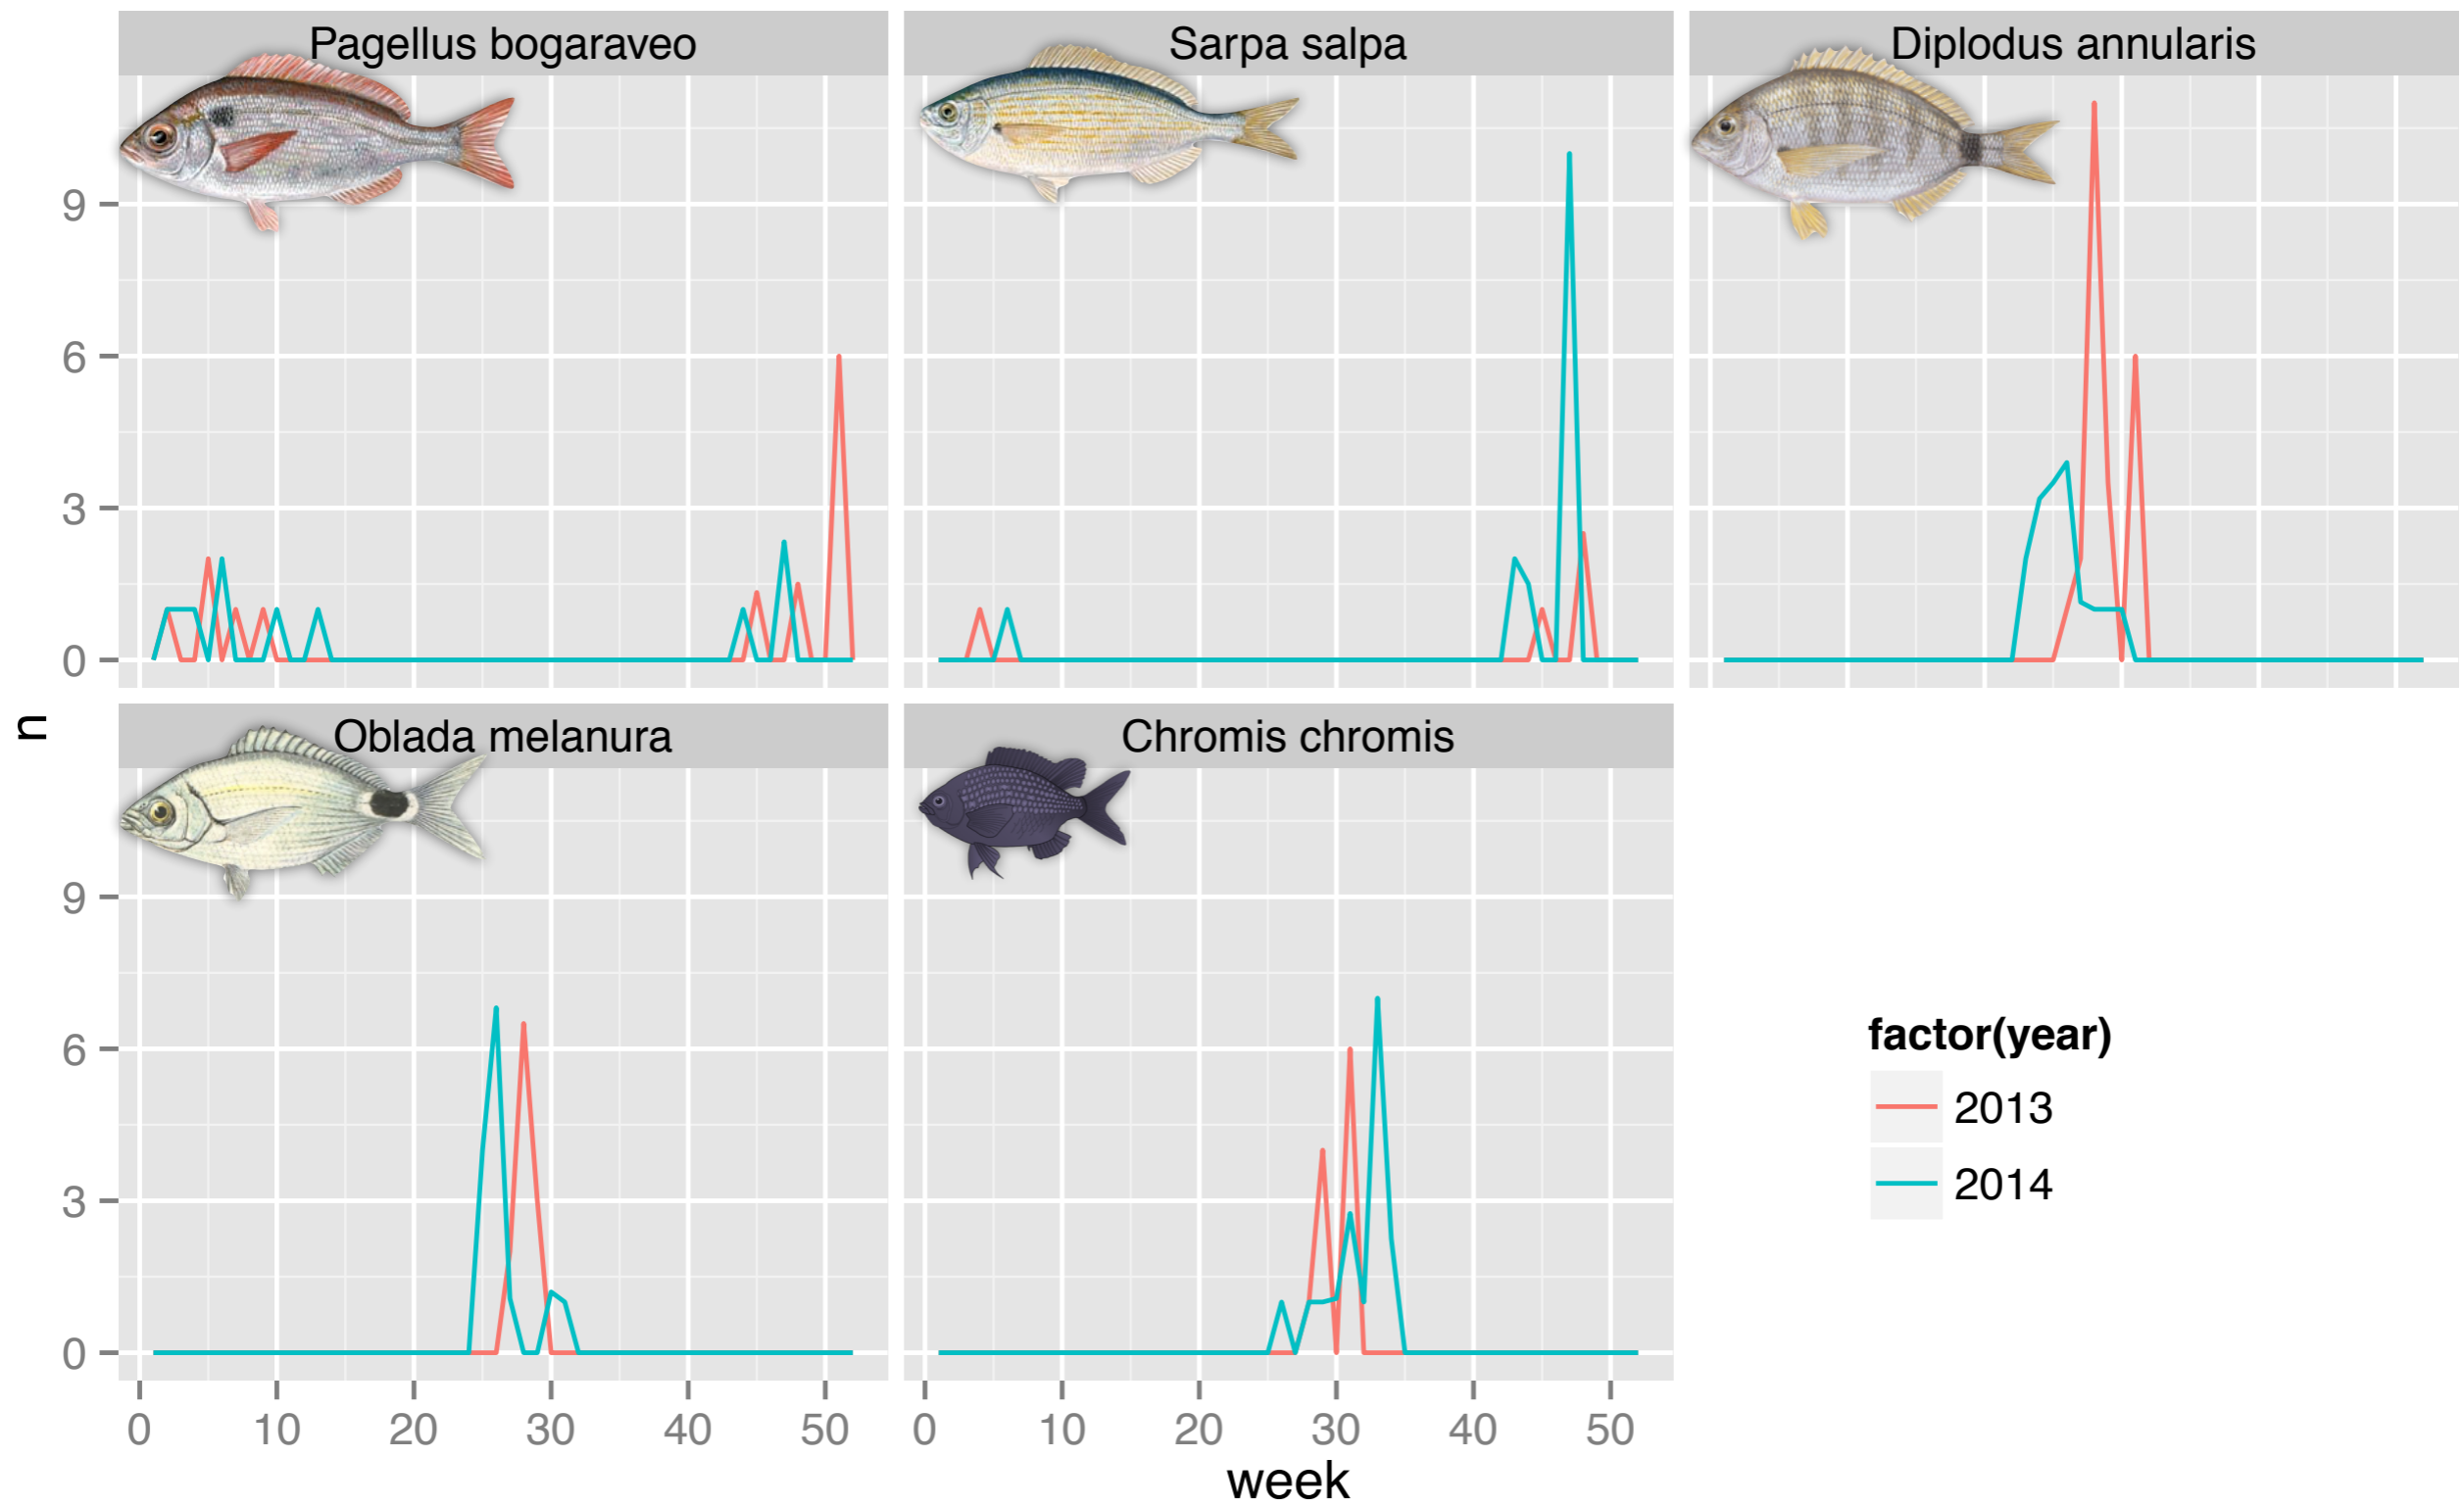 Pagellus bogaraveo
Sarpa salpa
Diplodus annularis
9
6
3
0
n
Oblada melanura
Chromis chromis
9
6
3
0
factor(year)
2013
2014
0 10 20 30 40 50
0 10 20 30 40 50
week